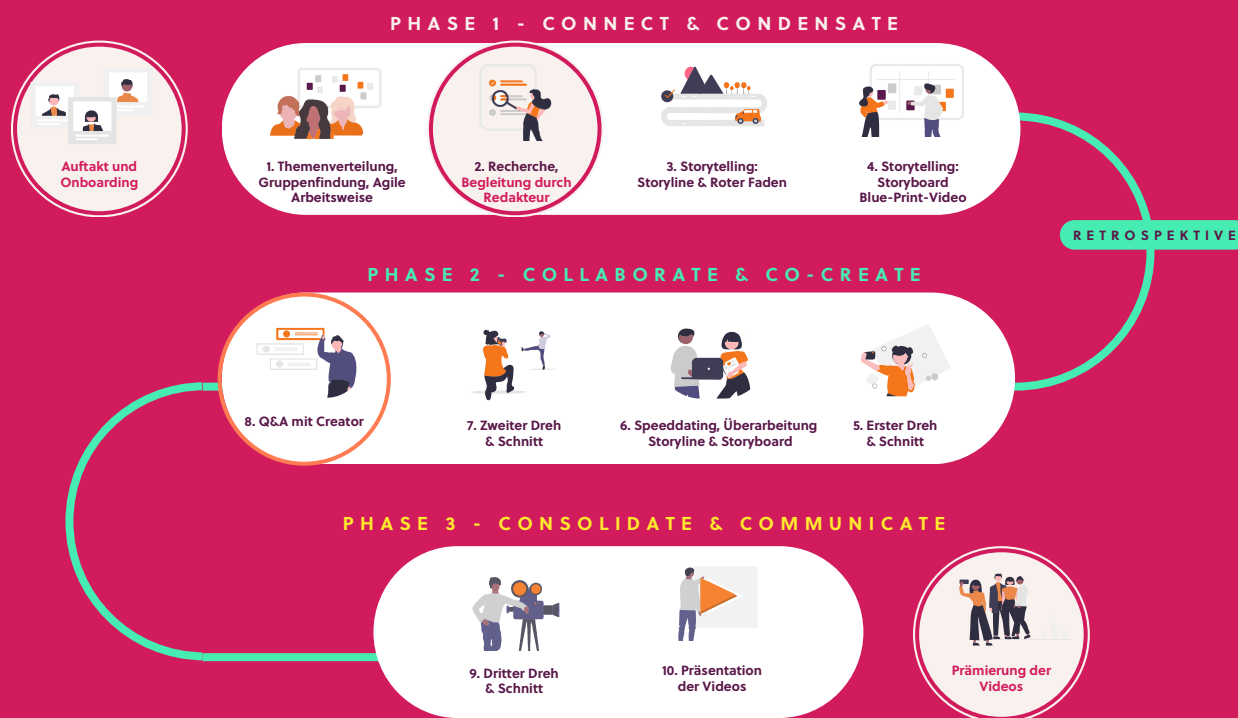 PHASE 1 - CONNECT & CONDENSATE
Auftakt und
Onboarding
1. Themenverteilung,
Gruppenfindung, Agile
Arbeitsweise
2. Recherche,
Begleitung durch
Redakteur
3. Storytelling:
Storyline & Roter Faden
4. Storytelling:
Storyboard
Blue-Print-Video
RETROSPEKTIVE
PHASE 2 - COLLABORATE & CO-CREATE
8. Q&A mit Creator
7. Zweiter Dreh
& Schnitt
6. Speeddating, Überarbeitung
Storyline & Storyboard
5. Erster Dreh
& Schnitt
PHASE 3 - CONSOLIDATE & COMMUNICATE
9. Dritter Dreh
& Schnitt
10. Präsentation
der Videos
Prämierung der
Videos